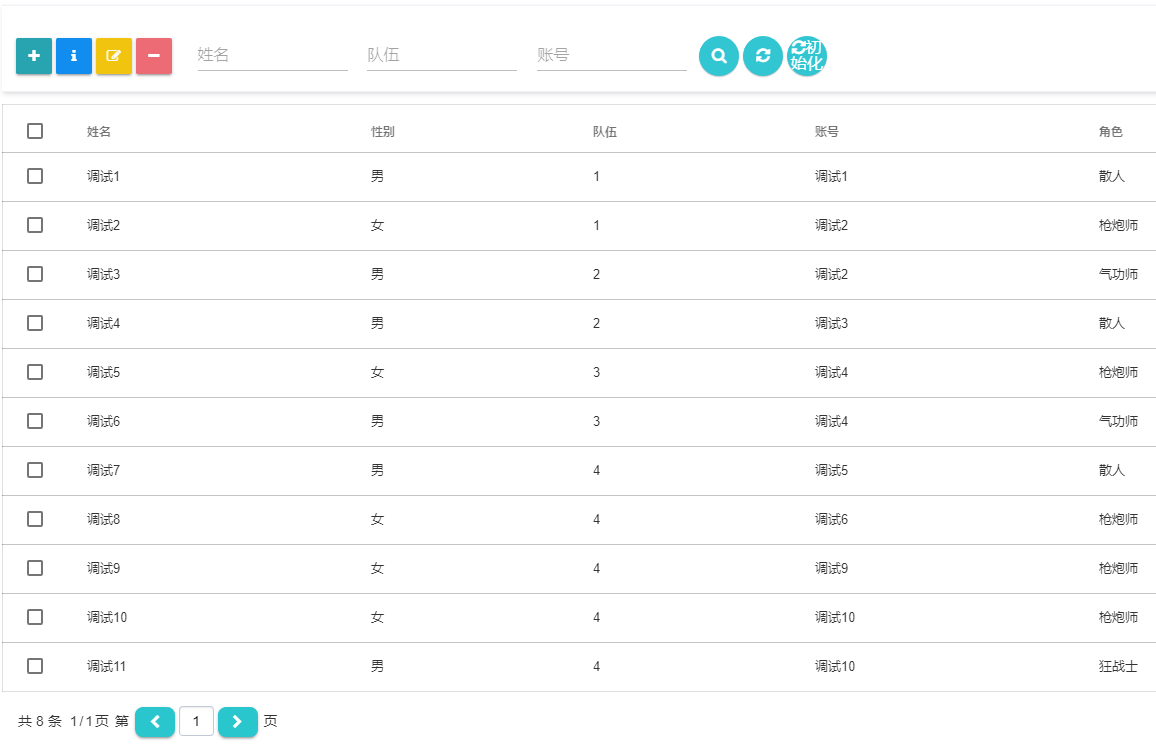 姓名 队伍 账号 初始化
姓名 性别 队伍 账号 角色
调试1 男 1 调试1 散人
调试2 女 1 调试2 枪炮师
调试3 男 2 调试2 气功师
调试4 男 2 调试3 散人
调试5 女 3 调试4 枪炮师
调试6 男 3 调试4 气功师
调试7 男 4 调试5 散人
调试8 女 4 调试6 枪炮师
调试9 女 4 调试9 枪炮师
调试10 女 4 调试10 枪炮师
调试11 男 4 调试10 狂战士
共 8 条 1/1页 第 1 页